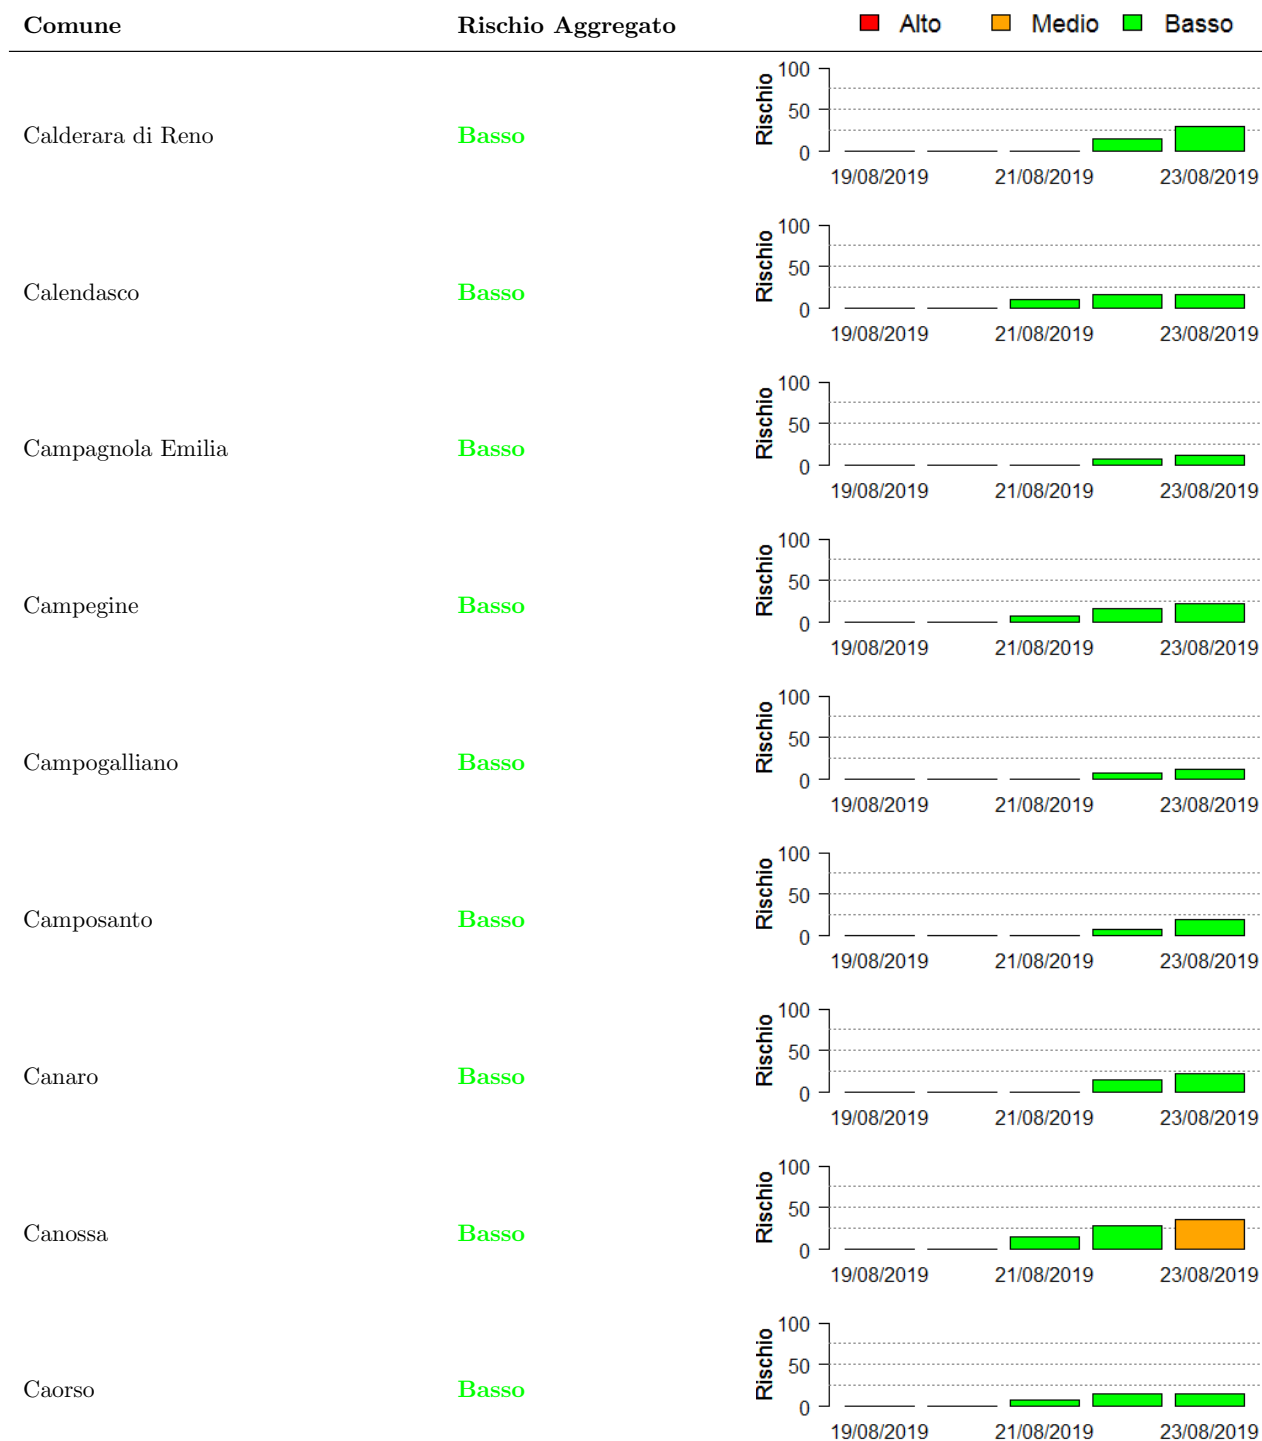 Comune Rischio Aggregato Alto Medio Basso
Calderara di Reno Basso
Rischio
100
50
0
19/08/2019 21/08/2019 23/08/2019
Calendasco Basso
Rischio
100
50
0
19/08/2019 21/08/2019 23/08/2019
Campagnola Emilia Basso
Rischio
100
50
0
19/08/2019 21/08/2019 23/08/2019
Campegine Basso
Rischio
100
50
0
19/08/2019 21/08/2019 23/08/2019
Campogalliano Basso
Rischio
100
50
0
19/08/2019 21/08/2019 23/08/2019
Camposanto Basso
Rischio
100
50
0
19/08/2019 21/08/2019 23/08/2019
Canaro Basso
Rischio
100
50
0
19/08/2019 21/08/2019 23/08/2019
Canossa Basso
Rischio
100
50
0
19/08/2019 21/08/2019 23/08/2019
Caorso Basso
Rischio
100
50
0
19/08/2019 21/08/2019 23/08/2019